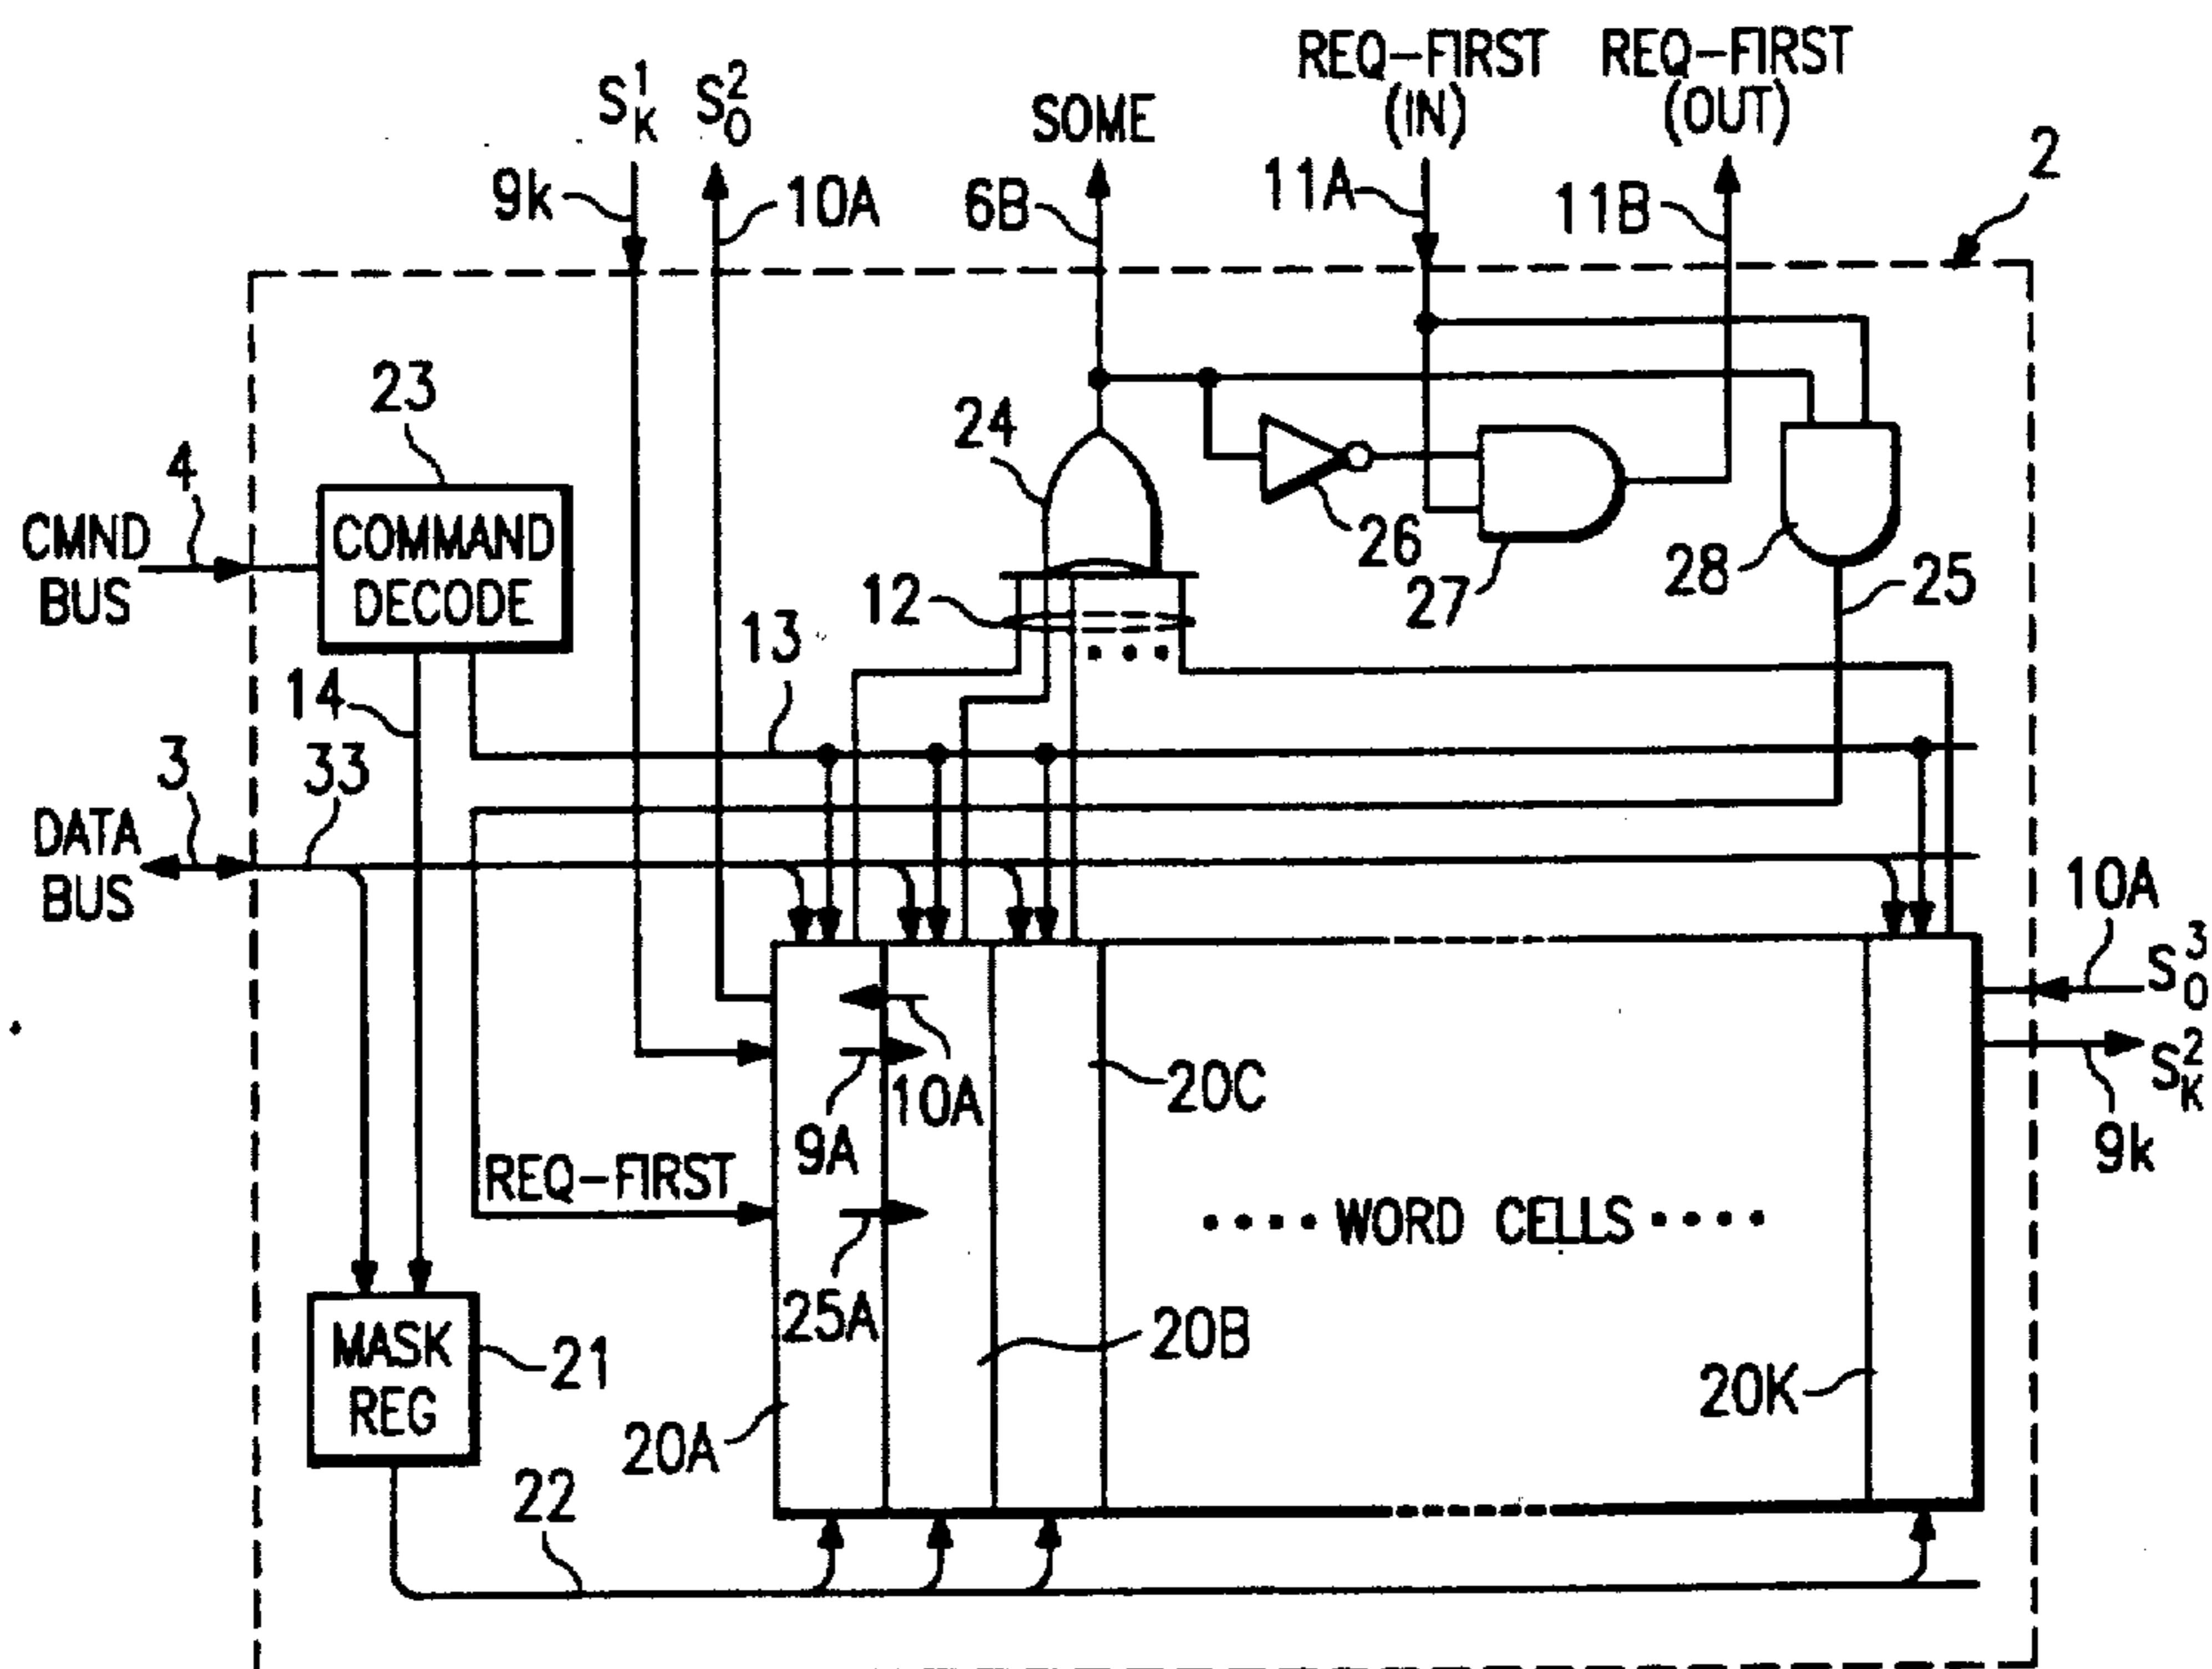 REQ-FIRST
(IN)
REQ-FIRST
(OUT)
S¹K
S²O
SOME
2
9k
10A
6B
11A
11B
23
24
4
CMND
BUS
COMMAND
DECODE
26
27
28
25
12
13
14
3
33
DATA
BUS
10A
S³O
S²K
9k
10A
9A
20C
REQ-FIRST
•••• WORD CELLS ••••
25A
20B
MASK
REG
21
20A
20K
22